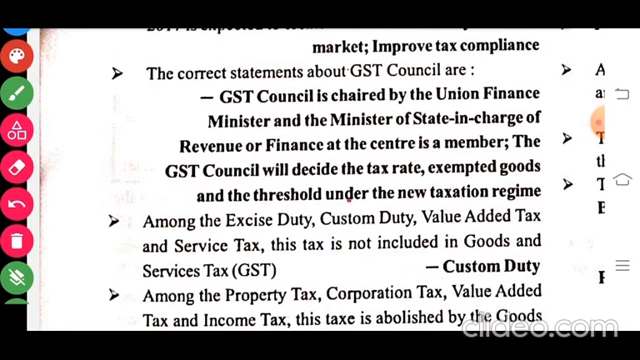 market; Improve tax compliance
➤ The correct statements about GST Council are :
— GST Council is chaired by the Union Finance
Minister and the Minister of State-in-charge of
Revenue or Finance at the centre is a member; The
GST Council will decide the tax rate, exempted goods
and the threshold under the new taxation regime
➤ Among the Excise Duty, Custom Duty, Value Added Tax
and Service Tax, this tax is not included in Goods and
Services Tax (GST) — Custom Duty
➤ Among the Property Tax, Corporation Tax, Value Added
Tax and Income Tax, this taxe is abolished by the Goods
clideo.com